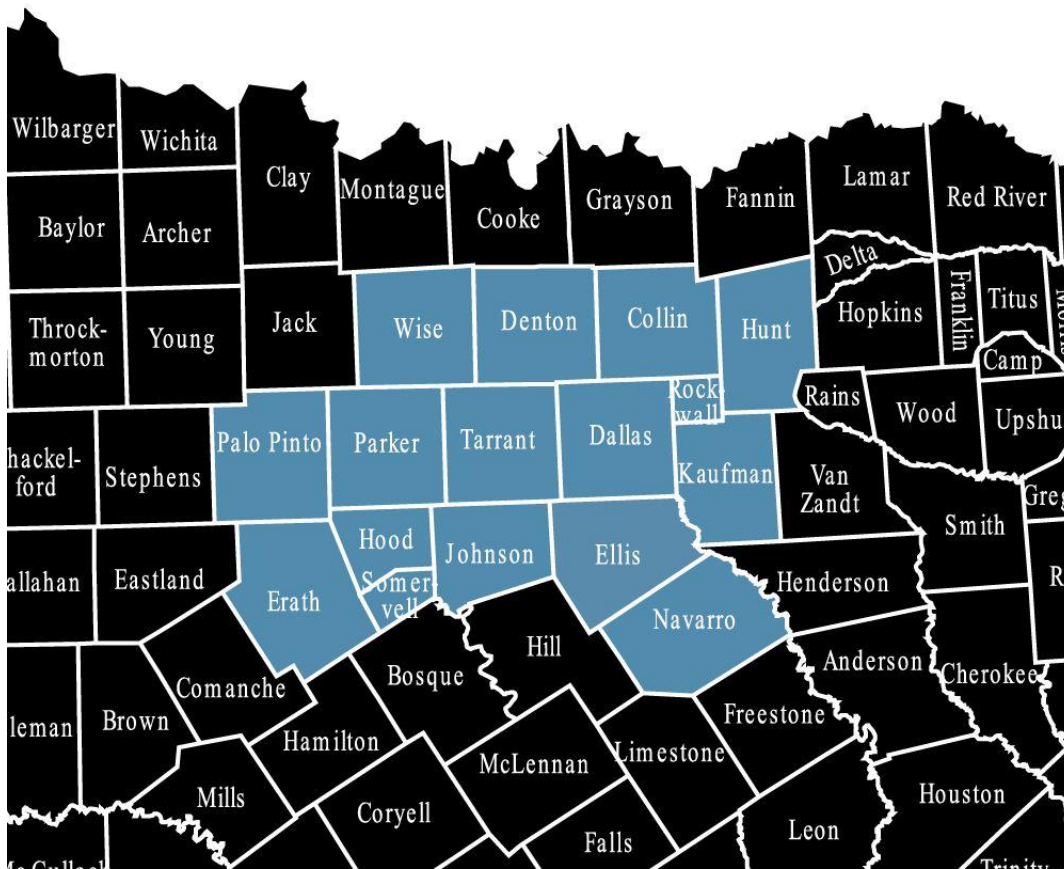 Wilbarger
Wichita
Clay
Montague
Cooke
Grayson
Fannin
Lamar
Red River
Baylor
Archer
Delta
Throck-
morton
Young
Jack
Wise
Denton
Collin
Hunt
Hopkins
Franklin
Titus
Camp
hackel-
ford
Stephens
Palo Pinto
Parker
Tarrant
Dallas
Rock-
wall
Kaufman
Rains
Van
Zandt
Wood
Upshu
allahan
Eastland
Erath
Hood
Somer-
vell
Johnson
Ellis
Navarro
Henderson
Smith
Greg
R
leman
Brown
Comanche
Hamilton
Bosque
Hill
Freestone
Anderson
Cherokee
Mills
Coryell
McLennan
Limestone
Falls
Leon
Houston
Trinity